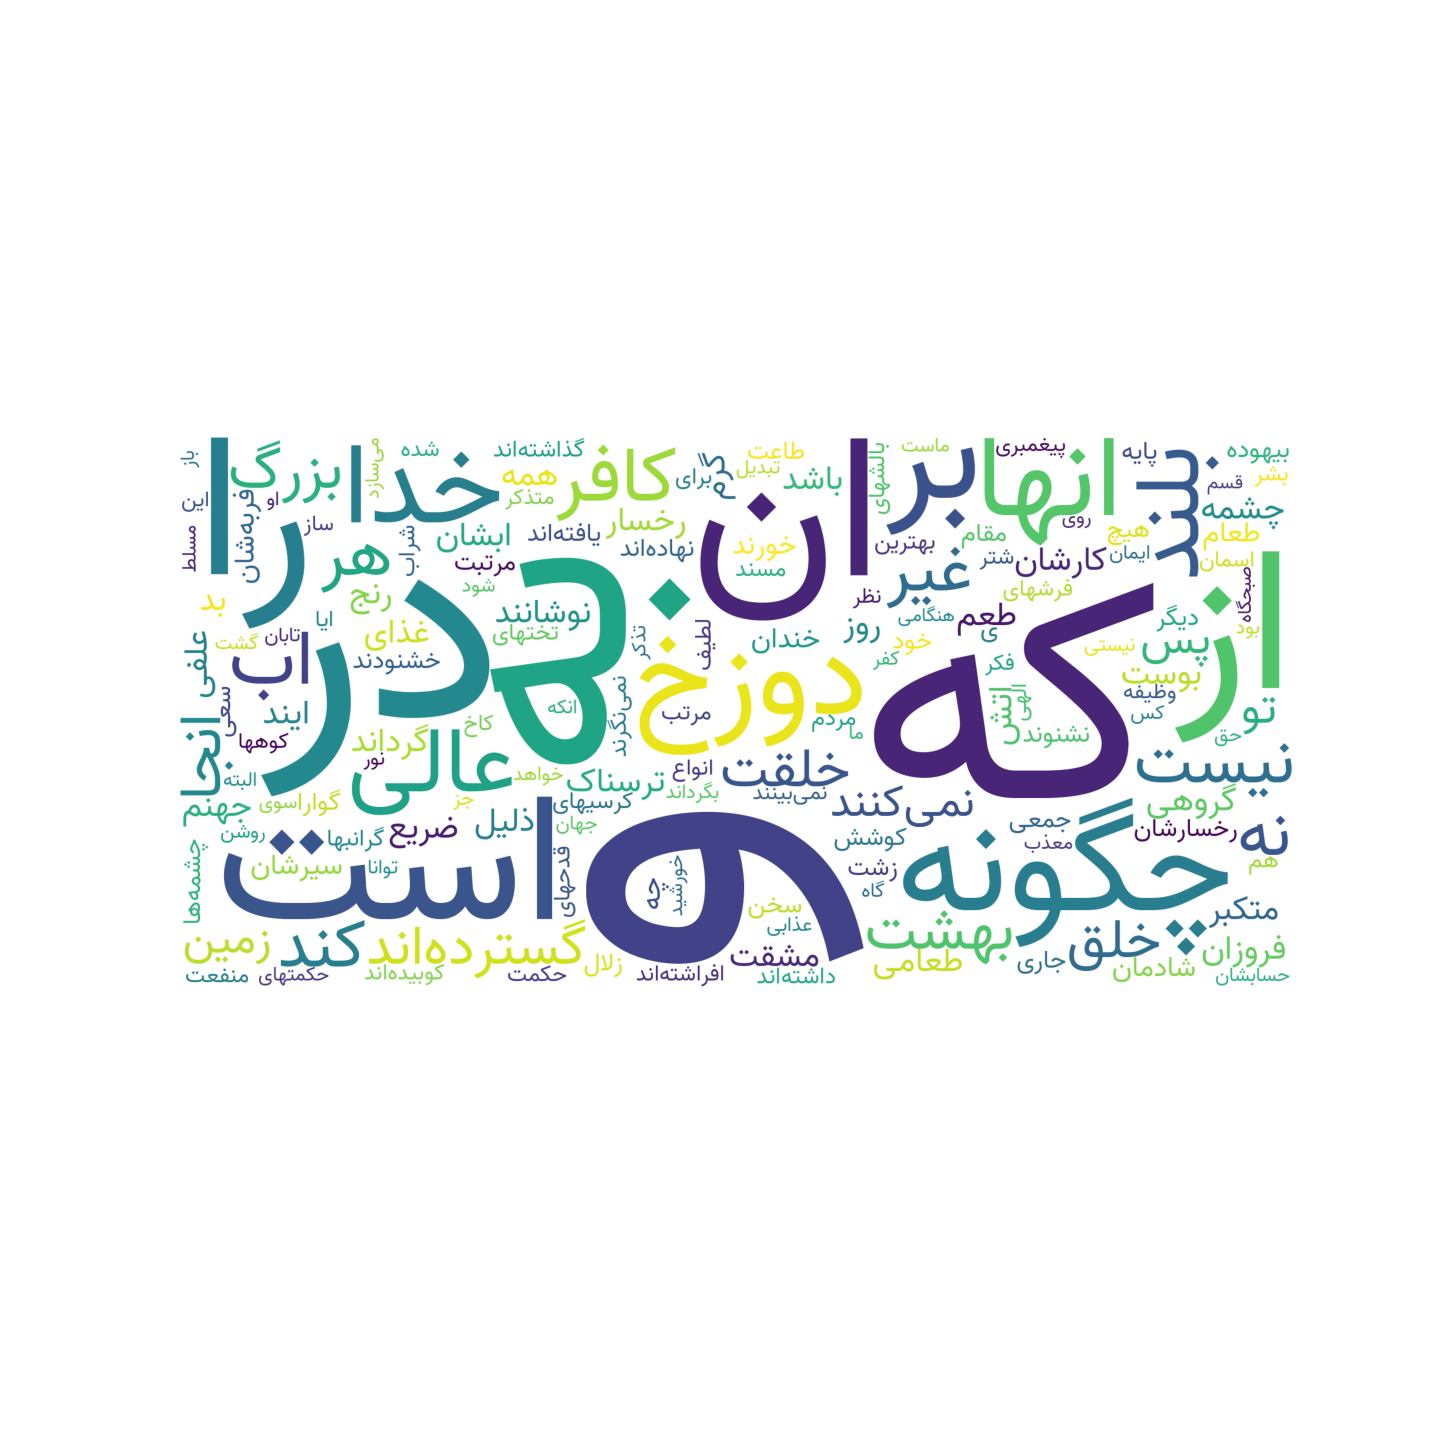 که
و
به
در
ان
از
را
است
چگونه
دوزخ
خدا
بر
انها
بلند
کافر
عالی
هر
اب
غیر
نیست
بهشت
خلق
خلقت
کند
گسترده‌اند
بزرگ
زمین
انجا
علفی
نه
تو
پس
همه
باشد
رخسار
ابشان
چشمه
طعام
کارشان
طعم
روز
نوشانند
رنج
غذای
گرداند
ترسناک
نمی‌کنند
گروهی
ضریع
ذلیل
جهنم
مشقت
طعامی
متکبر
فروزان
شادمان
جاری
سخن
زشت
کوشش
جمعی
رخسارشان
معذب
هم
حسابشان
گاه
عذابی
داشته‌اند
افراشته‌اند
زلال
حکمت
کوبیده‌اند
حکمتهای
منفعت
سیرشان
توانا
گرانبها
روشن
چشمه‌ها
قدحهای
خورشید
چه
جهان
کرسیهای
خواهد
جز
گوارا
سوی
البته
نور
کوهها
ایند
سعی
خشنودند
تابان
گشت
بد
ایا
شود
تختهای
مرتبت
شراب
ساز
مسلط
این
او
فربه‌شان
باز
می‌سازد
شده
گذاشته‌اند
متذکر
یافته‌اند
نهاده‌اند
برای
گرم
تبدیل
طاعت
خورند
مسند
بالشهای
ماست
پیغمبری
پایه
بیهوده
بشر
قسم
روی
هیچ
مقام
بهترین
شتر
ایمان
اسمان
صبحگاه
بود
فرشهای
نظر
هنگامی
خود
ی
دیگر
نیستی
بوست
وظیفه
کس
حق
فکر
کفر
اتش
الهی
نشنوند
خندان
لطیف
تذکر
مردم
ما
مرتب
نمی‌نگرند
انکه
کاخ
انواع
بگرداند
نمی‌بینند